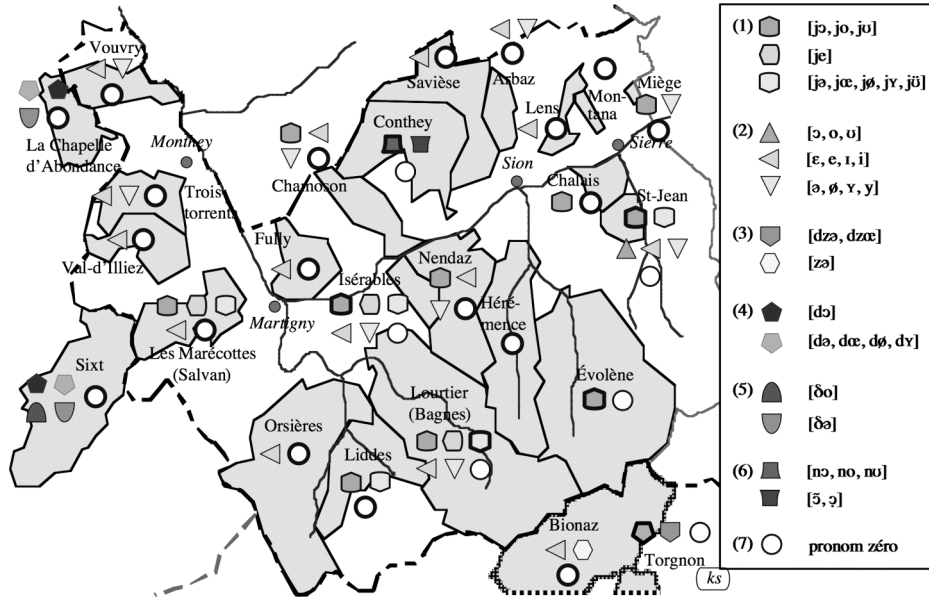 Vouvry
La Chapelle
d'Abondance
Monthey
Trois-
torrents
Val-d'Illiez
Chamoson
Savièse
Arbaz
Conthey
Lens
Mon-
tana
Miège
Sierre
Sion
Chalais
St-Jean
Fully
Isérables
Nendaz
Héré-
mence
Martigny
Les Marécottes
(Salvan)
Sixt
Évolène
Lourtier
(Bagnes)
Orsières
Liddes
Bionaz
Torgnon
ks
(1) [jɔ, jo, jʊ]
[je]
[jə, jœ, jø, jʏ, jʊ̈]
(2) [ɔ, o, ʊ]
[ɛ, e, ɪ, i]
[ə, ø, ʏ, y]
(3) [dzə, dzœ]
[zə]
(4) [dɔ]
[də, dœ, dø, dʏ]
(5) [δo]
[δə]
(6) [nɔ, no, nʊ]
[ɔ̃, ɔ̣]
(7) pronom zéro